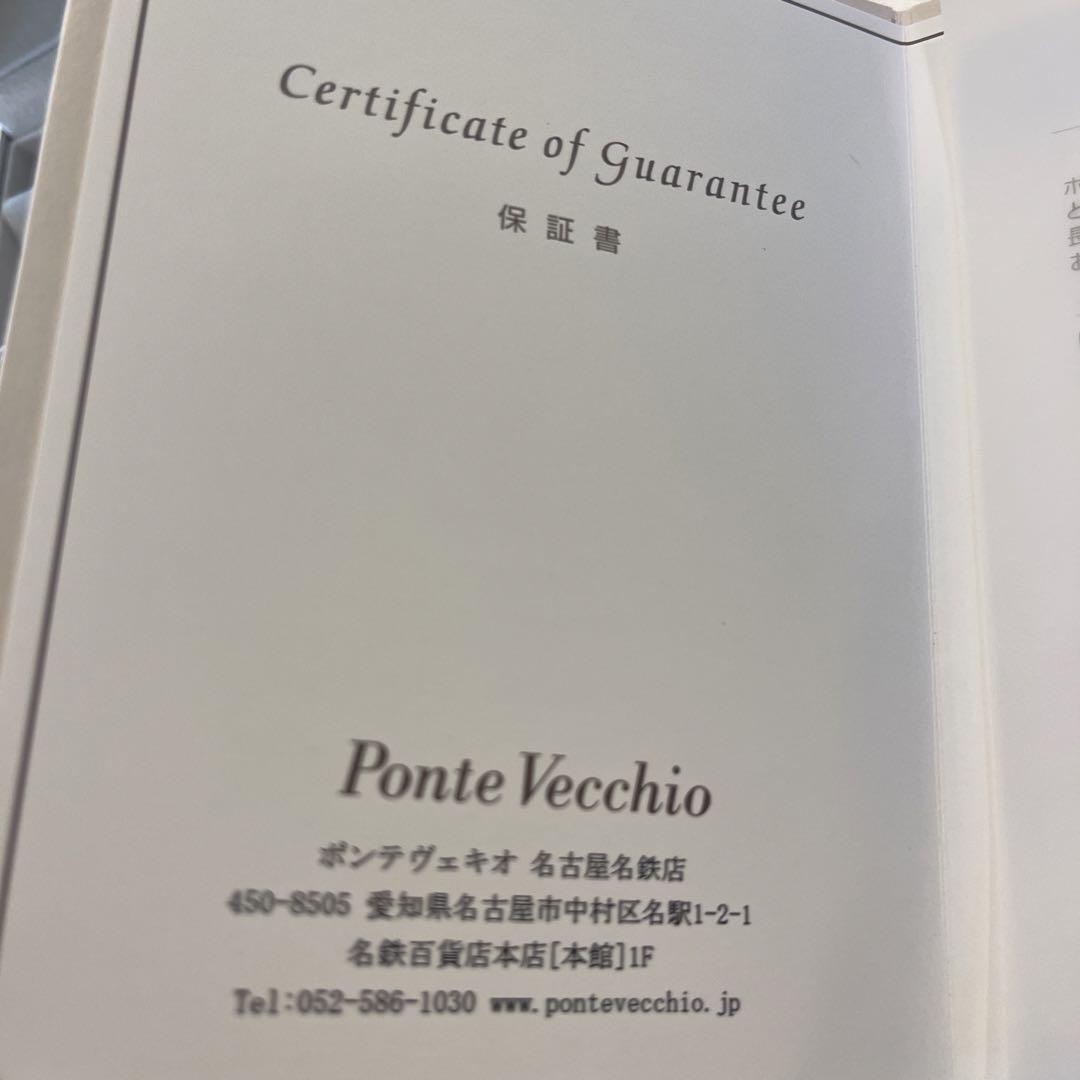 Certificate of Guarantee
保証書
Ponte Vecchio
ポンテヴェキオ 名古屋名鉄店
450-8505 愛知県名古屋市中村区名駅1-2-1
名鉄百貨店本店[本館]1F
Tel:052-586-1030 www.pontevecchio.jp